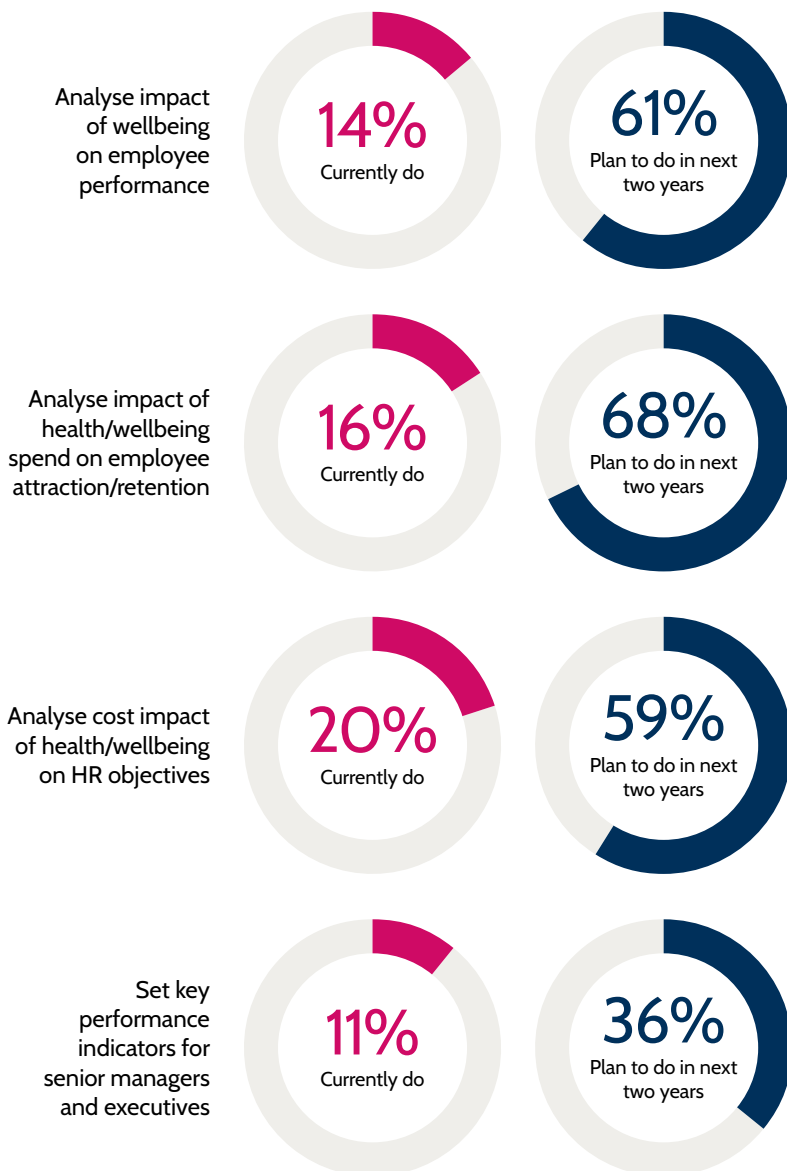 Analyse impact
of wellbeing
on employee
performance
14%
Currently do
61%
Plan to do in next
two years
Analyse impact of
health/wellbeing
spend on employee
attraction/retention
16%
Currently do
68%
Plan to do in next
two years
Analyse cost impact
of health/wellbeing
on HR objectives
20%
Currently do
59%
Plan to do in next
two years
Set key
performance
indicators for
senior managers
and executives
11%
Currently do
36%
Plan to do in next
two years